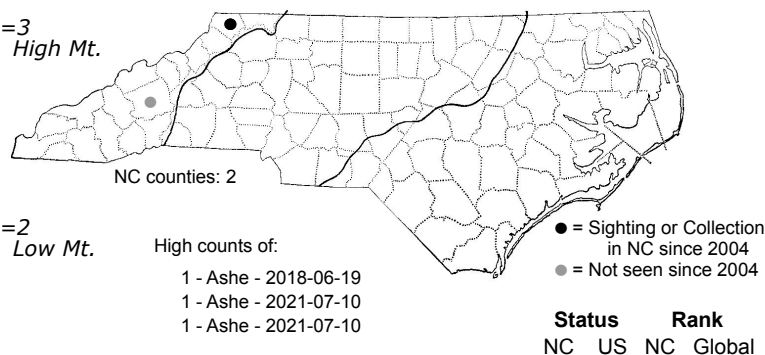 =3
High Mt.
NC counties: 2
=2
Low Mt.
High counts of:
1 - Ashe - 2018-06-19
1 - Ashe - 2021-07-10
1 - Ashe - 2021-07-10
● = Sighting or Collection
in NC since 2004
● = Not seen since 2004
Status Rank
NC US NC Global